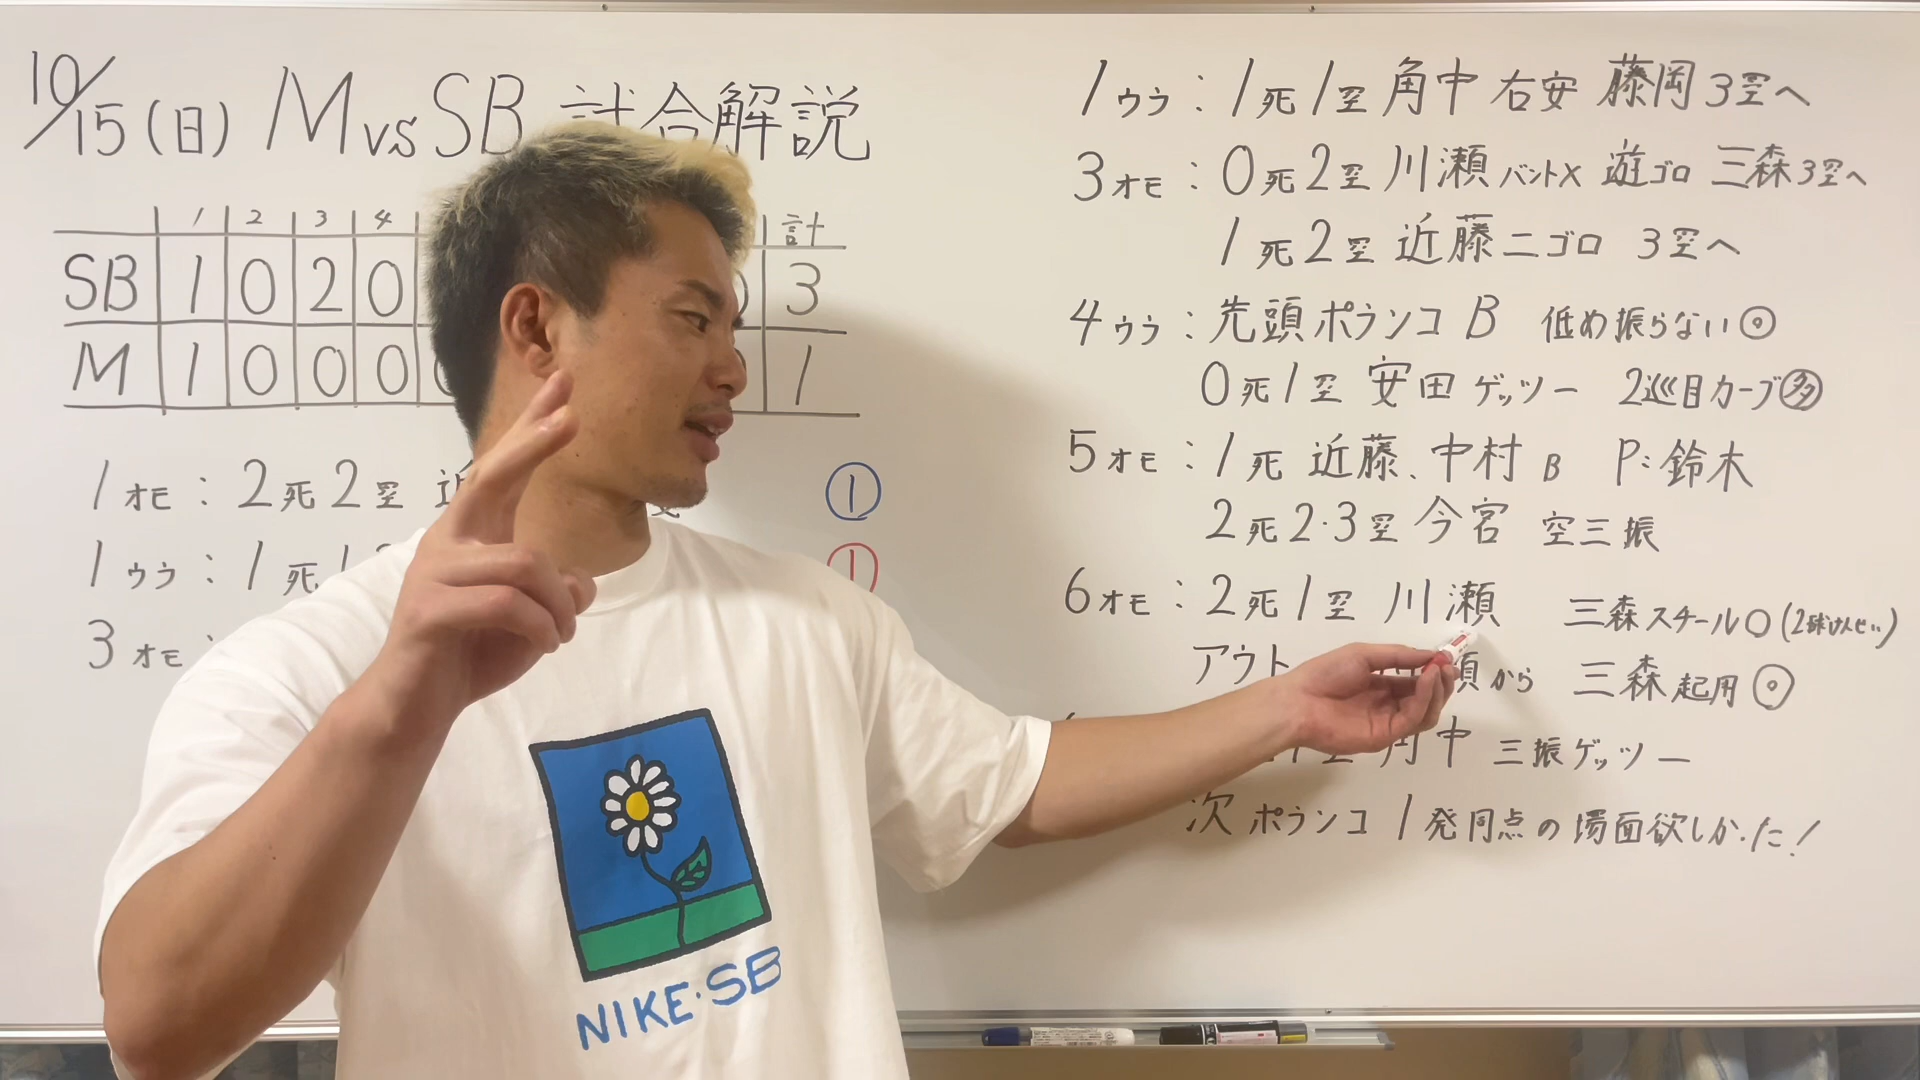 10/15(日) M vs SB 試合解説
1 2 3 4 計
SB 1 0 2 0 3
M 1 0 0 0 1
1オモ:2死2塁 ①
1ウラ:1死1 ①
3オモ:
1ウラ:1死1塁 角中 右安 藤岡3塁へ
3オモ:0死2塁 川瀬バント× 遊ゴロ 三森3塁へ
1死2塁 近藤二ゴロ 3塁へ
4ウラ:先頭ポランコB 低め振らない◎
0死1塁 安田ゲッツー 2巡目カーブ多
5オモ:1死 近藤、中村B P:鈴木
2死2・3塁 今宮 空三振
6オモ:2死1塁 川瀬 三森スチール○(2球けんせい)
アウト から 三森起用◎
1塁 角中 三振ゲッツー
次ポランコ 1発同点の場面欲しかった!
NIKE・SB